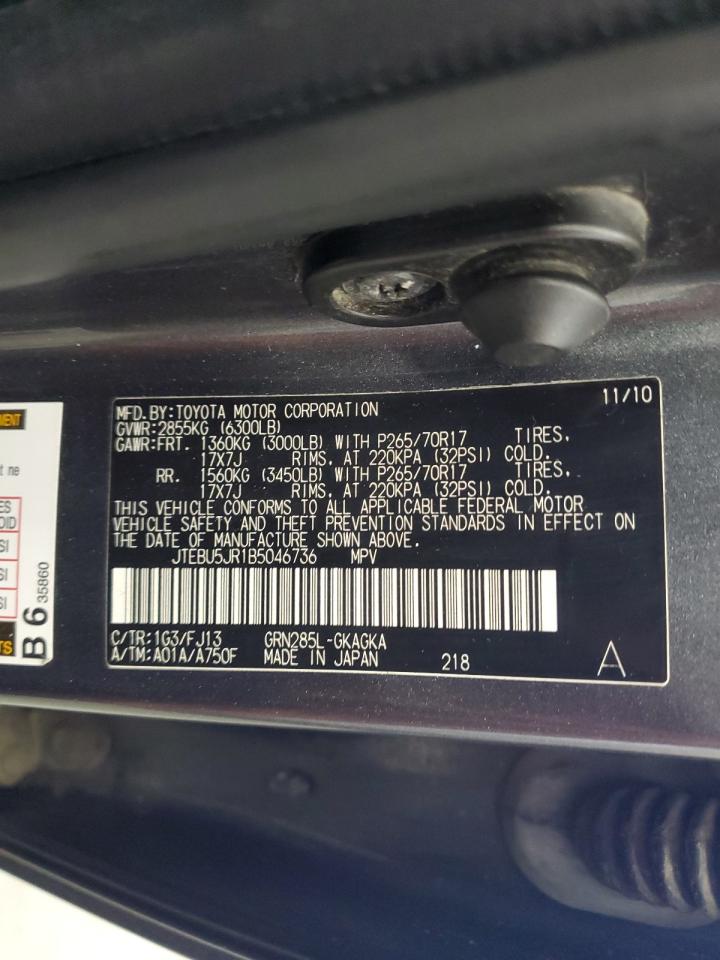 11/10
MFD.BY:TOYOTA MOTOR CORPORATION
GVWR:2855KG (6300LB)
GAWR:FRT. 1360KG (3000LB) WITH P265/70R17 TIRES,
17X7J RIMS, AT 220KPA (32PSI) COLD.
RR. 1560KG (3450LB) WITH P265/70R17 TIRES,
17X7J RIMS, AT 220KPA (32PSI) COLD.
THIS VEHICLE CONFORMS TO ALL APPLICABLE FEDERAL MOTOR
VEHICLE SAFETY AND THEFT PREVENTION STANDARDS IN EFFECT ON
THE DATE OF MANUFACTURE SHOWN ABOVE.
JTEBU5JR1B5046736 MPV
C/TR:1G3/FJ13 GRN285L-GKAGKA
A/TM:A01A/A750F MADE IN JAPAN 218 A
B 6 35860